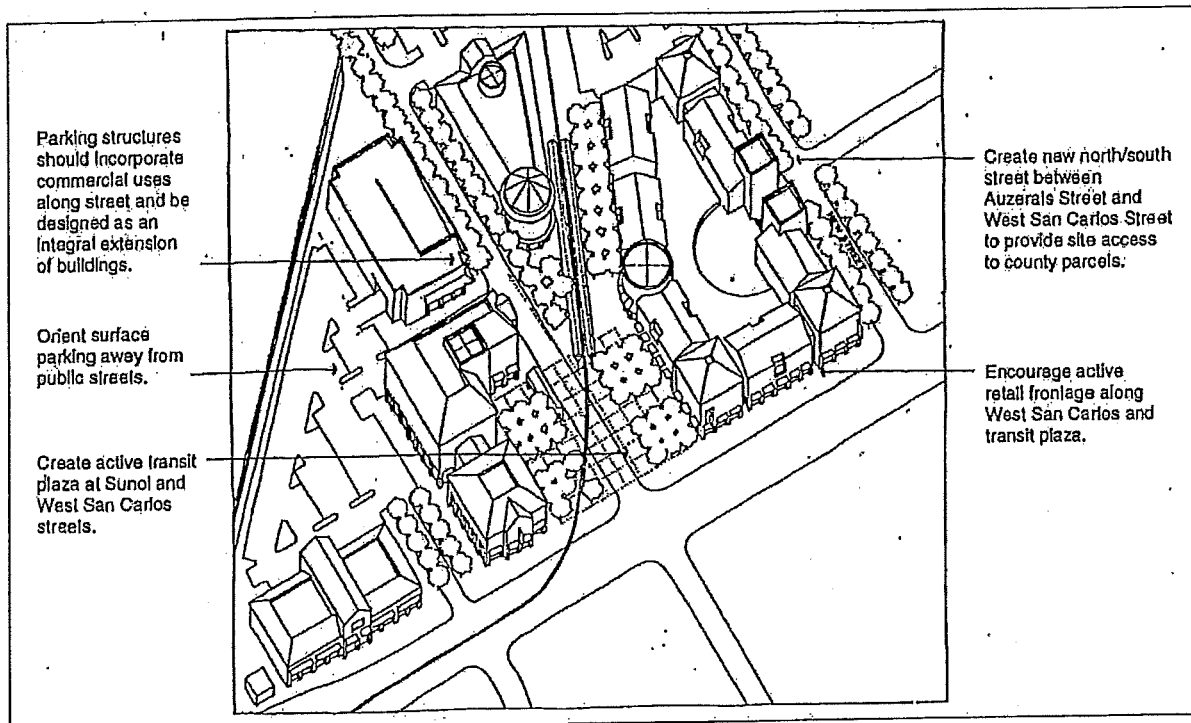 Parking structures
should incorporate
commercial uses
along street and be
designed as an
integral extension
of buildings.
Orient surface
parking away from
public streets.
Create active transit
plaza at Sunol and
West San Carlos
streets.
Create new north/south
street between
Auzerais Street and
West San Carlos Street
to provide site access
to county parcels.
Encourage active
retail frontage along
West San Carlos and
transit plaza.